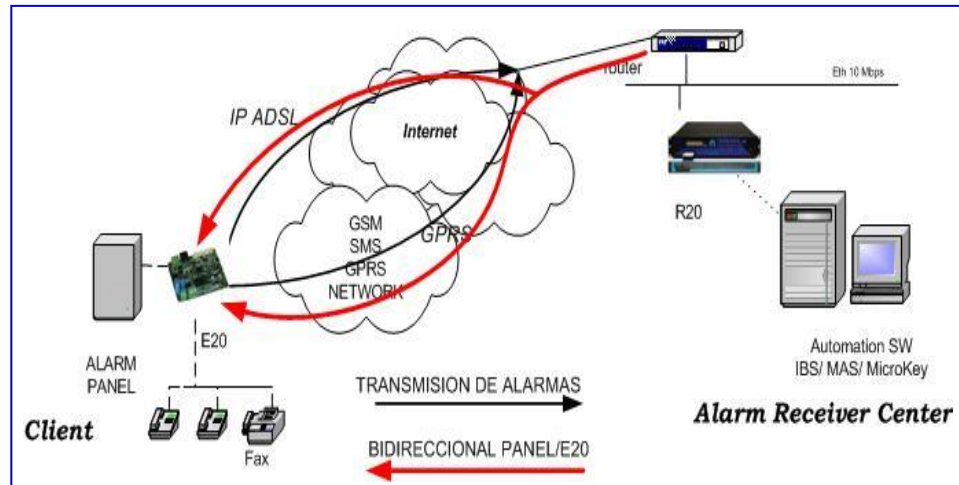 router
Eth 10 Mbps
IP ADSL
Internet
R20
GSM
SMS
GPRS
NETWORK
GPRS
E20
ALARM
PANEL
Automation SW
IBS/ MAS/ MicroKey
TRANSMISION DE ALARMAS
Alarm Receiver Center
Client
Fax
BIDIRECCIONAL PANEL/E20